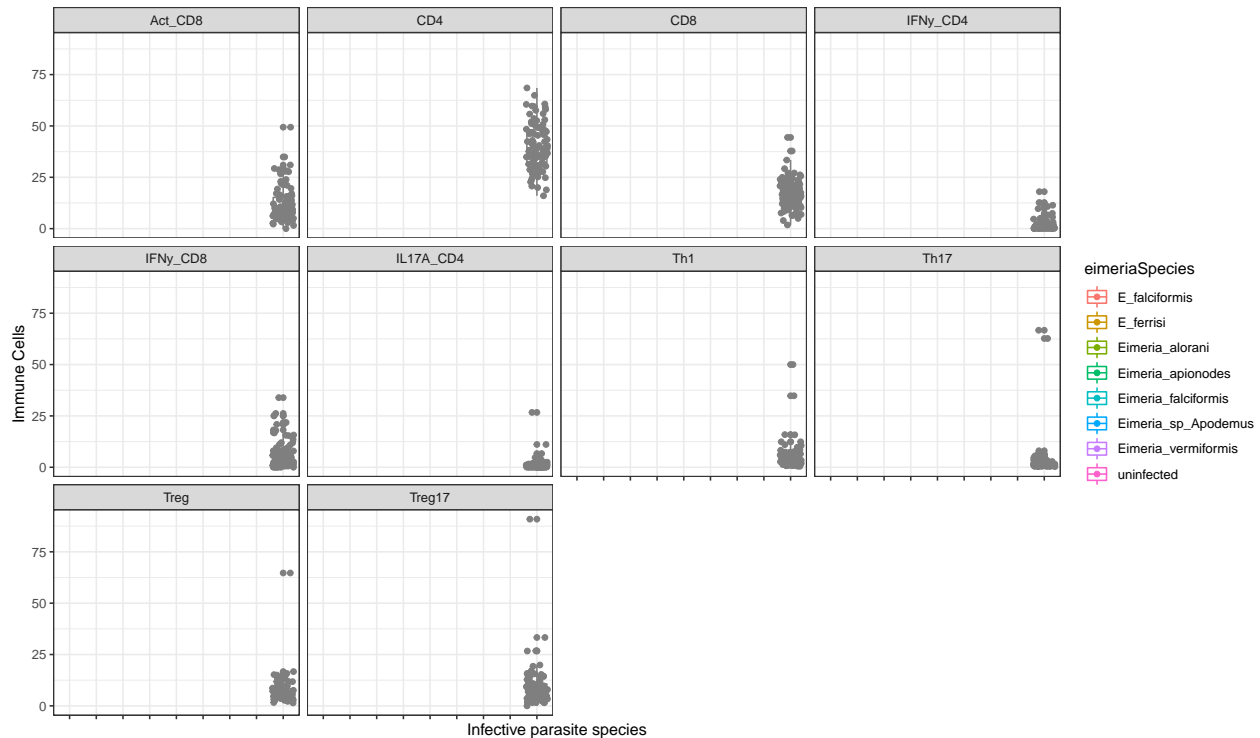 Act_CD8 CD4 CD8 IFNy_CD4
75
50
25
0
IFNy_CD8 IL17A_CD4 Th1 Th17
75
50
25
0
Treg Treg17
75
50
25
0
Immune Cells
Infective parasite species
eimeriaSpecies
E_falciformis
E_ferrisi
Eimeria_alorani
Eimeria_apionodes
Eimeria_falciformis
Eimeria_sp_Apodemus
Eimeria_vermiformis
uninfected